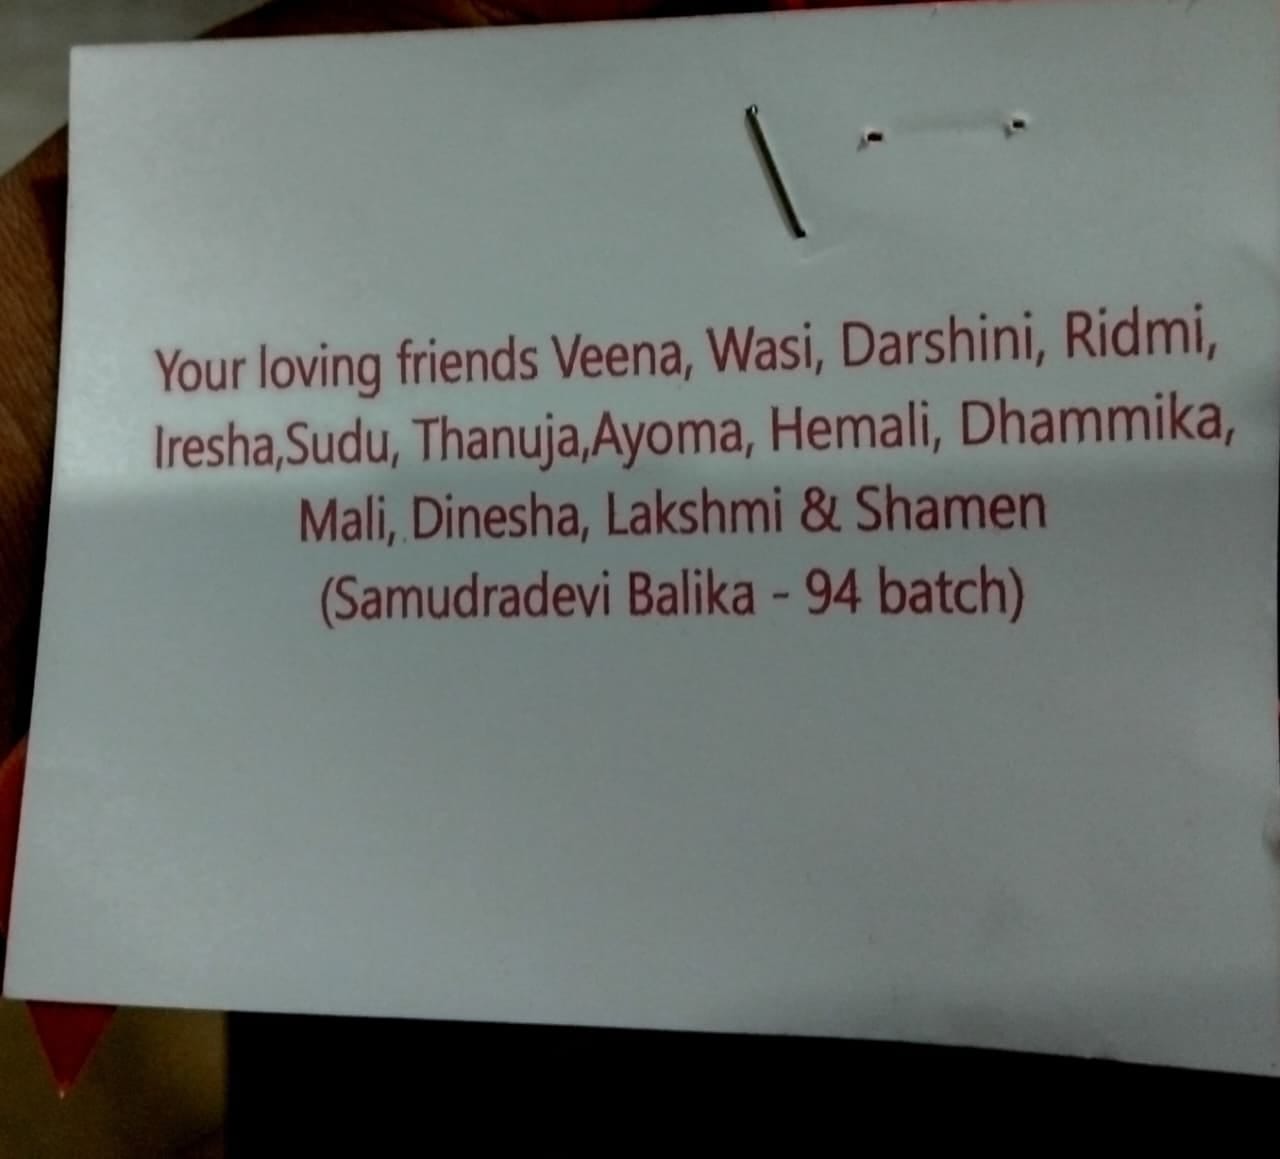 Your loving friends Veena, Wasi, Darshini, Ridmi,
Iresha,Sudu, Thanuja,Ayoma, Hemali, Dhammika,
Mali, Dinesha, Lakshmi & Shamen
(Samudradevi Balika - 94 batch)